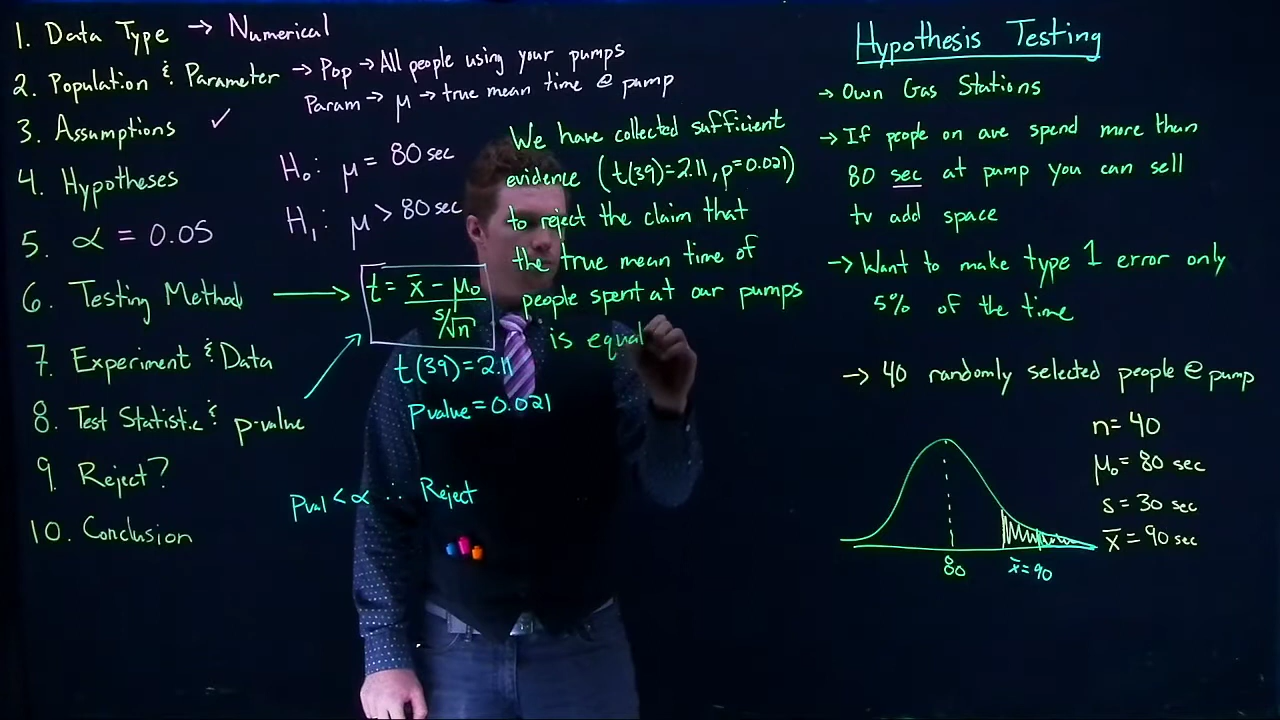 1. Data Type → Numerical
2. Population & Parameter → Pop → All people using your pumps
Param → μ → true mean time @ pump
3. Assumptions ✓
4. Hypotheses
H₀: μ = 80 sec
H₁: μ > 80 sec
5. α = 0.05
6. Testing Method →
t = x̄ - μ₀
s/√n
7. Experiment & Data
t(39)=2.11
8. Test Statistic & p-value
pvalue=0.021
9. Reject?
Pval < α ∴ Reject
10. Conclusion
We have collected sufficient
evidence (t(39)=2.11, p=0.021)
to reject the claim that
the true mean time of
people spent at our pumps
is equal
Hypothesis Testing
→ Own Gas Stations
→ If people on ave spend more than
80 sec at pump you can sell
tv add space
→ Want to make type 1 error only
5% of the time
→ 40 randomly selected people @ pump
n= 40
μ₀= 80 sec
s = 30 sec
x̄ = 90 sec
80
x̄=90